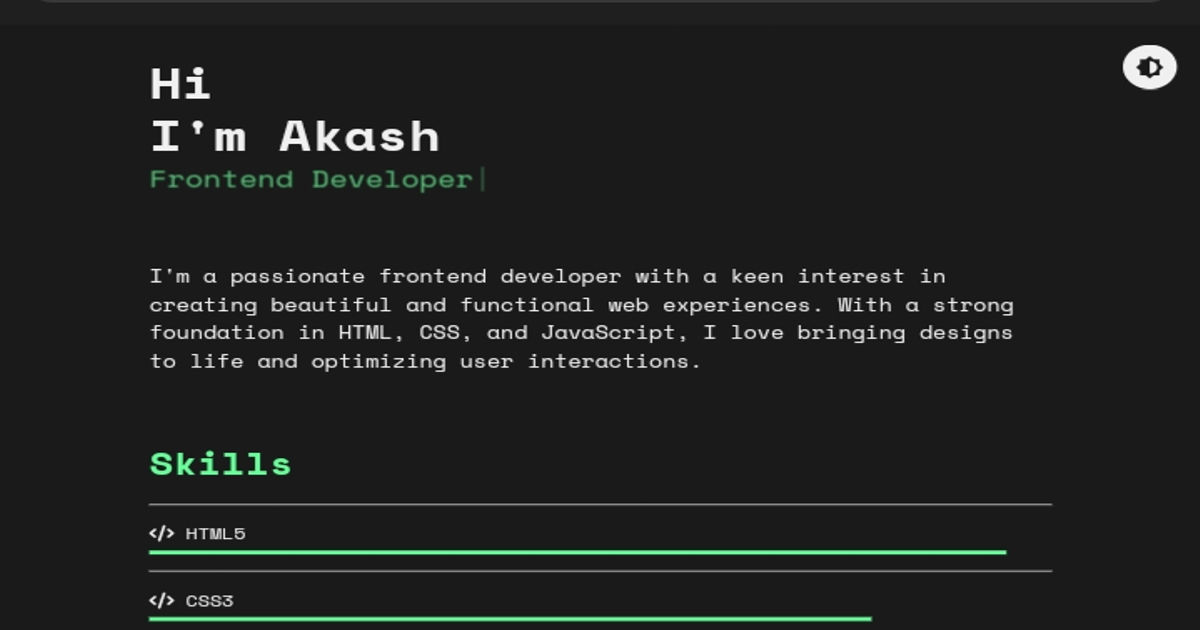 Hi
I'm Akash
Frontend Developer|
I'm a passionate frontend developer with a keen interest in
creating beautiful and functional web experiences. With a strong
foundation in HTML, CSS, and JavaScript, I love bringing designs
to life and optimizing user interactions.
Skills
</> HTML5
</> CSS3